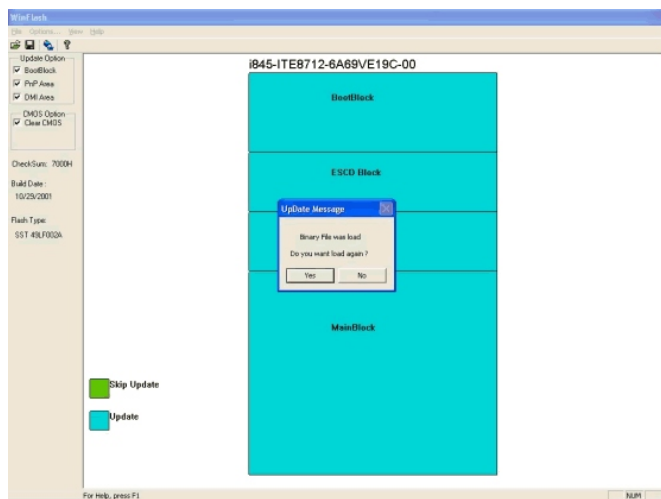 WinFlash
File Options... View Help
Update Option
BootBlock
PnP Area
DMI Area
CMOS Option
Clear CMOS
CheckSum: 7000H
Build Date:
10/29/2001
Flash Type:
SST 49LF002A
i845-ITE8712-6A69VE19C-00
BootBlock
ESCD Block
UpDate Message
Binary File was load
Do you want load again ?
Yes No
MainBlock
Skip Update
Update
For Help, press F1
NUM